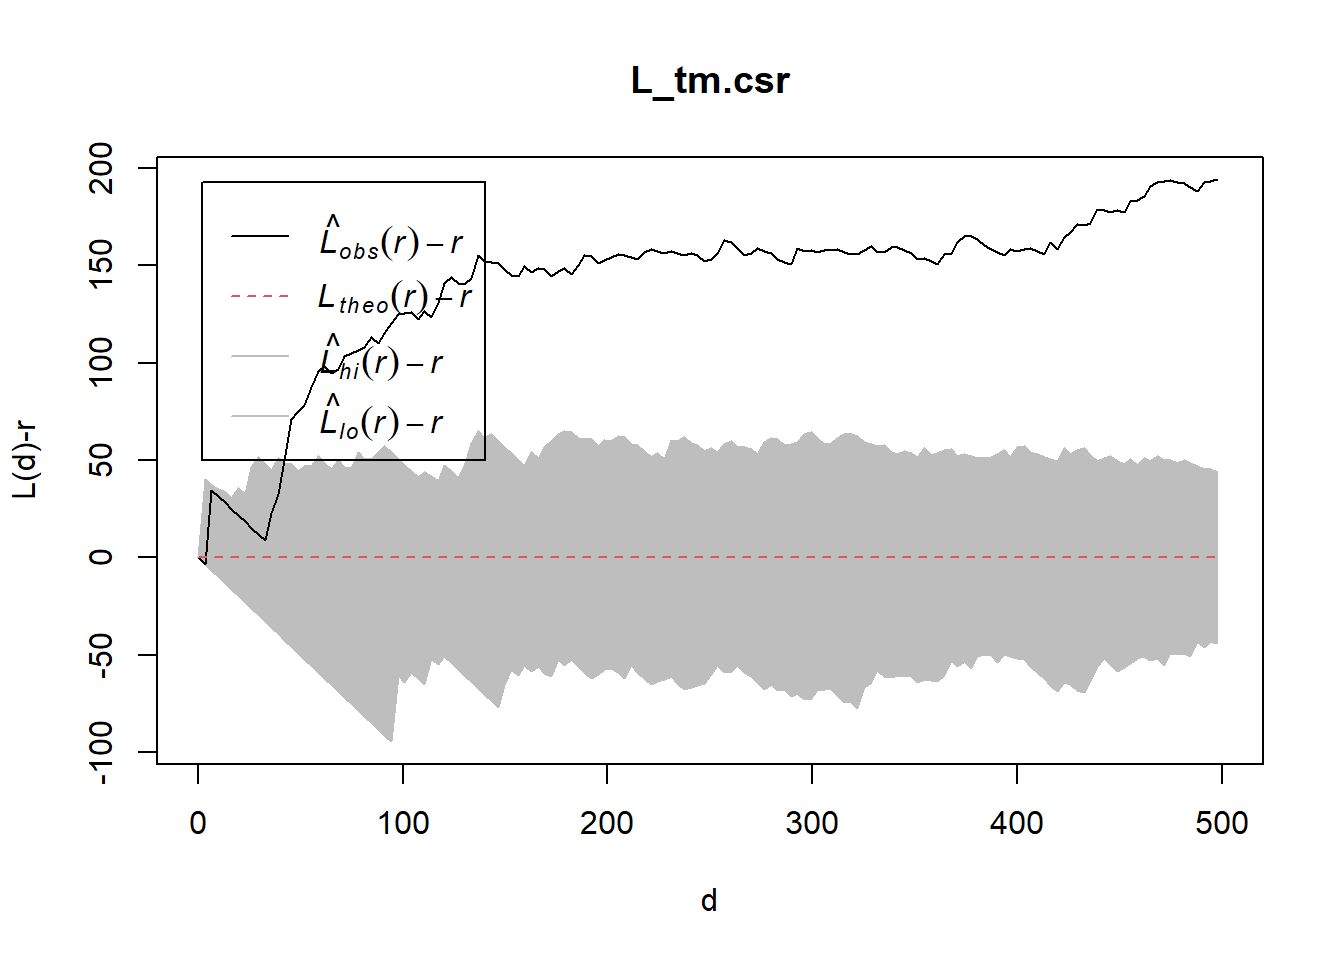 L_tm.csr
L(d)-r
200
150
100
50
0
-50
-100
L̂obs(r) − r
Ltheo(r) − r
L̂hi(r) − r
L̂lo(r) − r
0 100 200 300 400 500
d